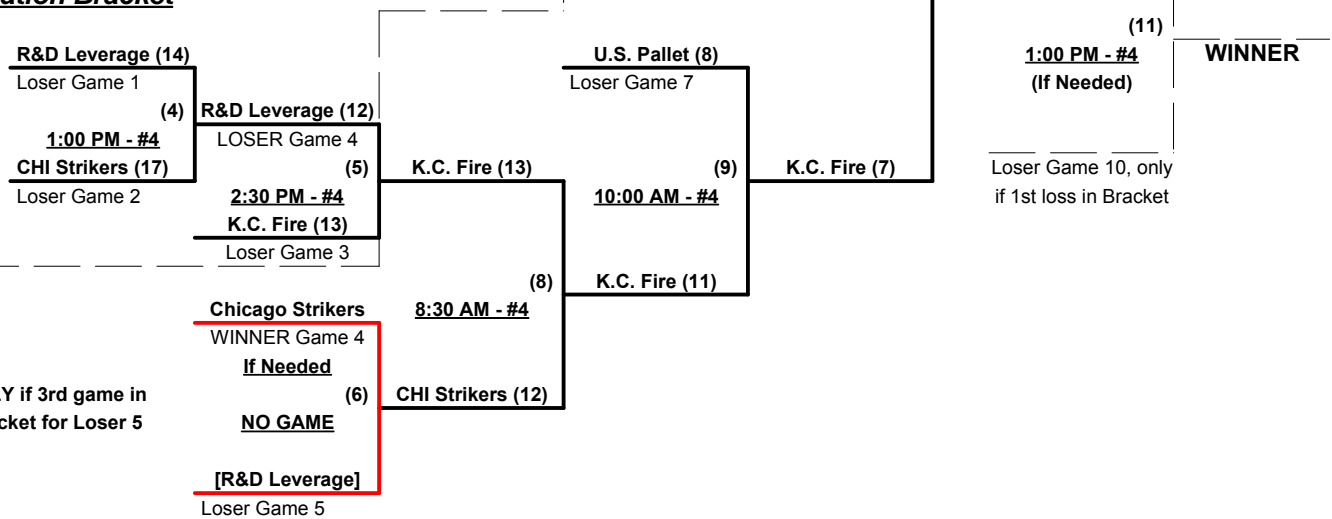 R&D Leverage (14)
Loser Game 1
(4)
1:00 PM - #4
CHI Strikers (17)
Loser Game 2
R&D Leverage (12)
LOSER Game 4
(5)
2:30 PM - #4
K.C. Fire (13)
Loser Game 3
Chicago Strikers
WINNER Game 4
If Needed
(6)
NO GAME
[R&D Leverage]
Loser Game 5
if 3rd game in
for Loser 5
K.C. Fire (13)
(8)
8:30 AM - #4
CHI Strikers (12)
U.S. Pallet (8)
Loser Game 7
(9)
10:00 AM - #4
K.C. Fire (11)
K.C. Fire (7)
(11)
1:00 PM - #4
(If Needed)
Loser Game 10, only
if 1st loss in Bracket
WINNER